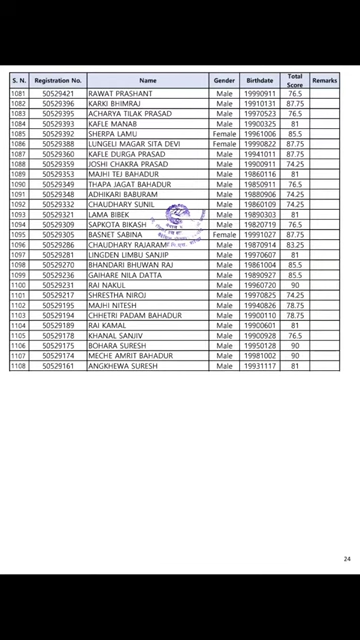 S. N. Registration No. Name Gender Birthdate Total Score Remarks
1081 50529421 RAWAT PRASHANT Male 19990911 76.5
1082 50529396 KARKI BHIMRAJ Male 19910131 87.75
1083 50529395 ACHARYA TILAK PRASAD Male 19970523 76.5
1084 50529393 KAFLE MANAB Male 19900325 81
1085 50529392 SHERPA LAMU Female 19961006 85.5
1086 50529388 LUNGELI MAGAR SITA DEVI Female 19990822 87.75
1087 50529360 KAFLE DURGA PRASAD Male 19941011 87.75
1088 50529359 JOSHI CHAKRA PRASAD Male 19900911 74.25
1089 50529353 MAJHI TEJ BAHADUR Male 19860116 81
1090 50529349 THAPA JAGAT BAHADUR Male 19850911 76.5
1091 50529348 ADHIKARI BABURAM Male 19880906 74.25
1092 50529332 CHAUDHARY SUNIL Male 19860109 74.25
1093 50529321 LAMA BIBEK Male 19890303 81
1094 50529309 SAPKOTA BIKASH Male 19820719 76.5
1095 50529305 BASNET SABINA Female 19991027 87.75
1096 50529286 CHAUDHARY RAJARAM Male 19870914 83.25
1097 50529281 LINGDEN LIMBU SANJIP Male 19970607 81
1098 50529270 BHANDARI BHUWAN RAJ Male 19861004 85.5
1099 50529256 GAIHARE NILA DATTA Male 19890927 85.5
1100 50529231 RAI NAKUL Male 19960720 90
1101 50529217 SHRESTHA NIROJ Male 19970825 74.25
1102 50529195 MAJHI NITESH Male 19940826 78.75
1103 50529194 CHHETRI PADAM BAHADUR Male 19900110 78.75
1104 50529189 RAI KAMAL Male 19900601 81
1105 50529178 KHANAL SANJIV Male 19900928 76.5
1106 50529175 BOHARA SURESH Male 19950128 90
1107 50529174 MECHE AMRIT BAHADUR Male 19981002 90
1108 50529161 ANGKHEWA SURESH Male 19931117 81
24